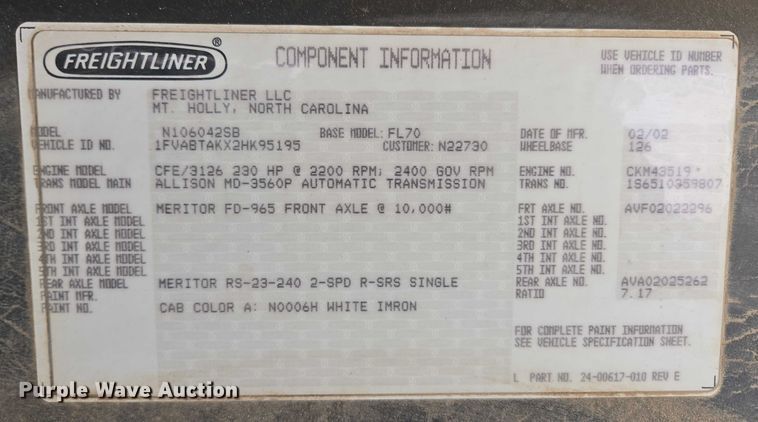 FREIGHTLINER ®
COMPONENT INFORMATION
USE VEHICLE ID NUMBER
WHEN ORDERING PARTS.
MANUFACTURED BY FREIGHTLINER LLC
MT. HOLLY, NORTH CAROLINA
MODEL N106042SB BASE MODEL: FL70 DATE OF MFR. 02/02
VEHICLE ID NO. 1FVABTAKX2HK95195 CUSTOMER: N22730 WHEELBASE 126
ENGINE MODEL CFE/3126 230 HP @ 2200 RPM; 2400 GOV RPM ENGINE NO. CKM43519 *
TRANS MODEL MAIN ALLISON MD-3560P AUTOMATIC TRANSMISSION TRANS NO. 1S6510359807
FRONT AXLE MODEL MERITOR FD-965 FRONT AXLE @ 10,000# FRT AXLE NO. AVF02022296
1ST INT AXLE MODEL 1ST INT AXLE NO.
2ND INT AXLE MODEL 2ND INT AXLE NO.
3RD INT AXLE MODEL 3RD INT AXLE NO.
4TH INT AXLE MODEL 4TH INT AXLE NO.
5TH INT AXLE MODEL 5TH INT AXLE NO.
REAR AXLE MODEL MERITOR RS-23-240 2-SPD R-SRS SINGLE REAR AXLE NO. AVA02025262
PAINT MFR. RATIO 7.17
PAINT NO. CAB COLOR A: N0006H WHITE IMRON
FOR COMPLETE PAINT INFORMATION
SEE VEHICLE SPECIFICATION SHEET.
L PART NO. 24-00617-010 REV E
Purple Wave Auction